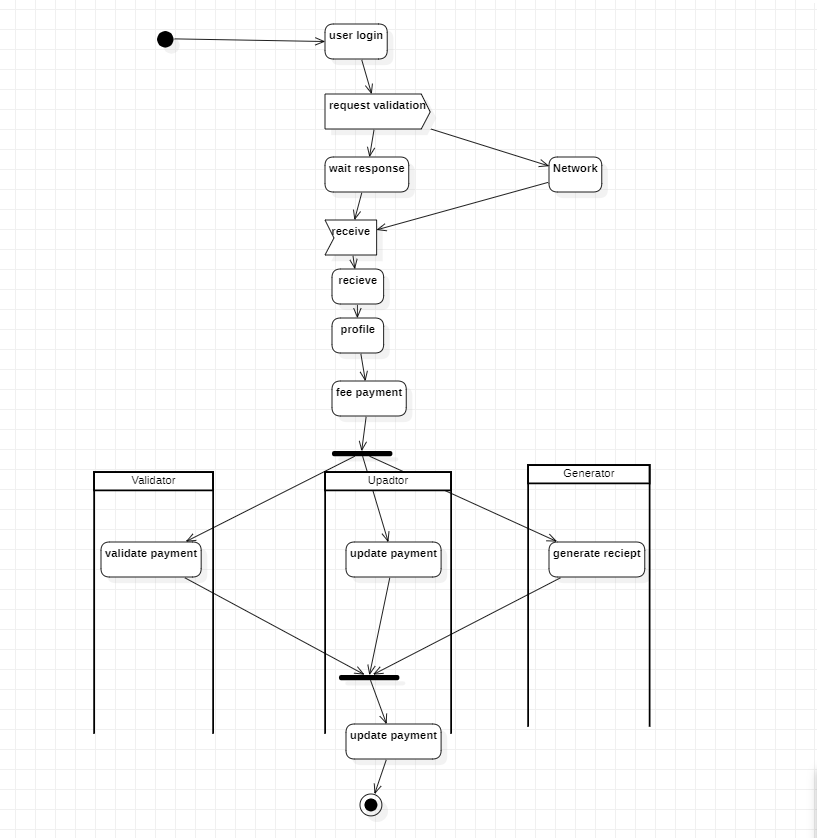 user login
request validation
wait response
Network
receive
recieve
profile
fee payment
Validator
Upadtor
Generator
validate payment
update payment
generate reciept
update payment